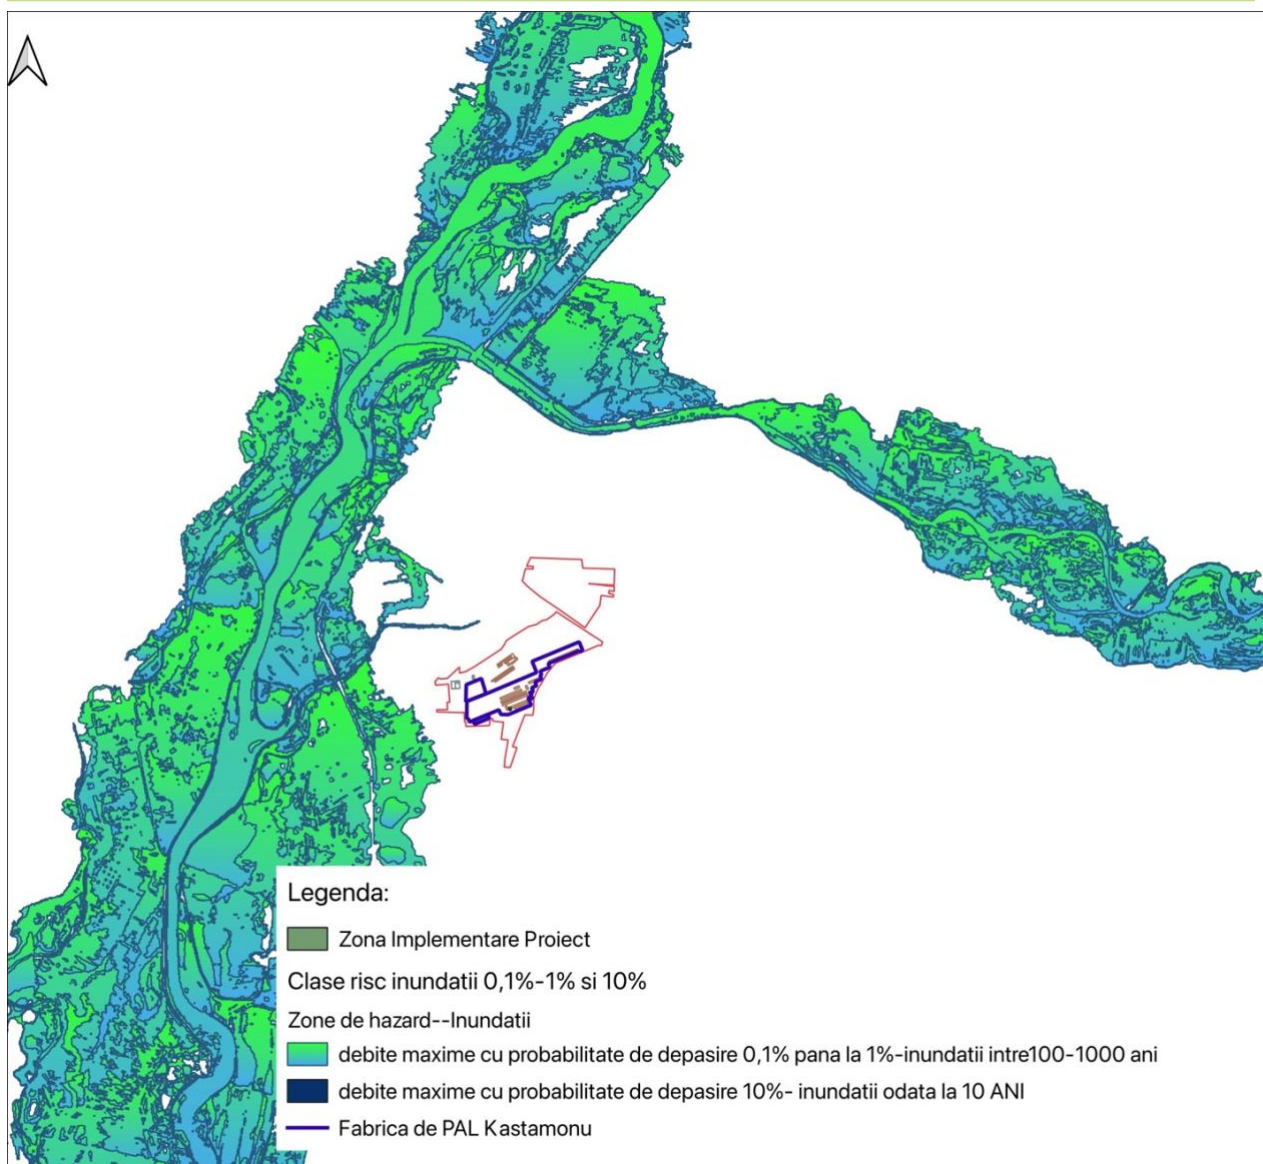 Legenda:
Zona Implementare Proiect
Clase risc inundatii 0,1%-1% si 10%
Zone de hazard--Inundatii
debite maxime cu probabilitate de depasire 0,1% pana la 1%-inundatii intre100-1000 ani
debite maxime cu probabilitate de depasire 10%- inundatii odata la 10 ANI
Fabrica de PAL Kastamonu